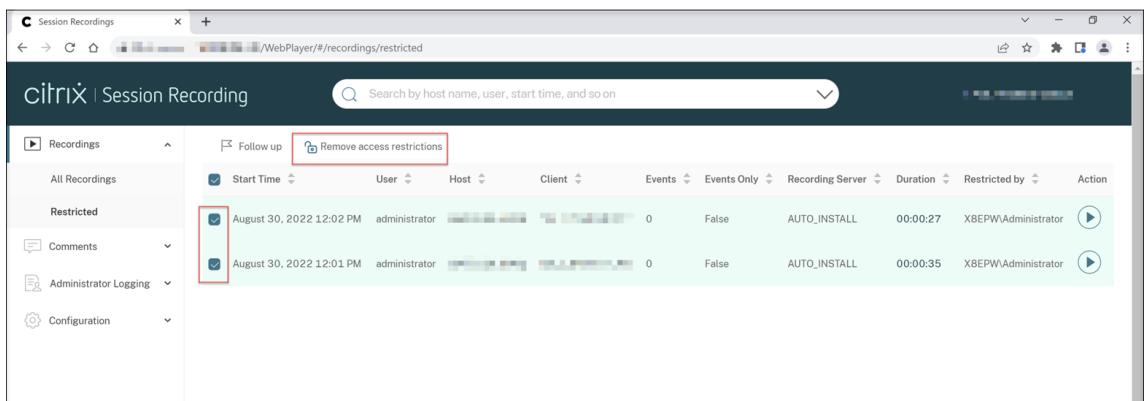 Session Recordings
/WebPlayer/#/recordings/restricted
citrix | Session Recording
Search by host name, user, start time, and so on
Recordings
All Recordings
Restricted
Comments
Administrator Logging
Configuration
Follow up Remove access restrictions
Start Time User Host Client Events Events Only Recording Server Duration Restricted by Action
August 30, 2022 12:02 PM administrator 0 False AUTO_INSTALL 00:00:27 X8EPW\Administrator
August 30, 2022 12:01 PM administrator 0 False AUTO_INSTALL 00:00:35 X8EPW\Administrator